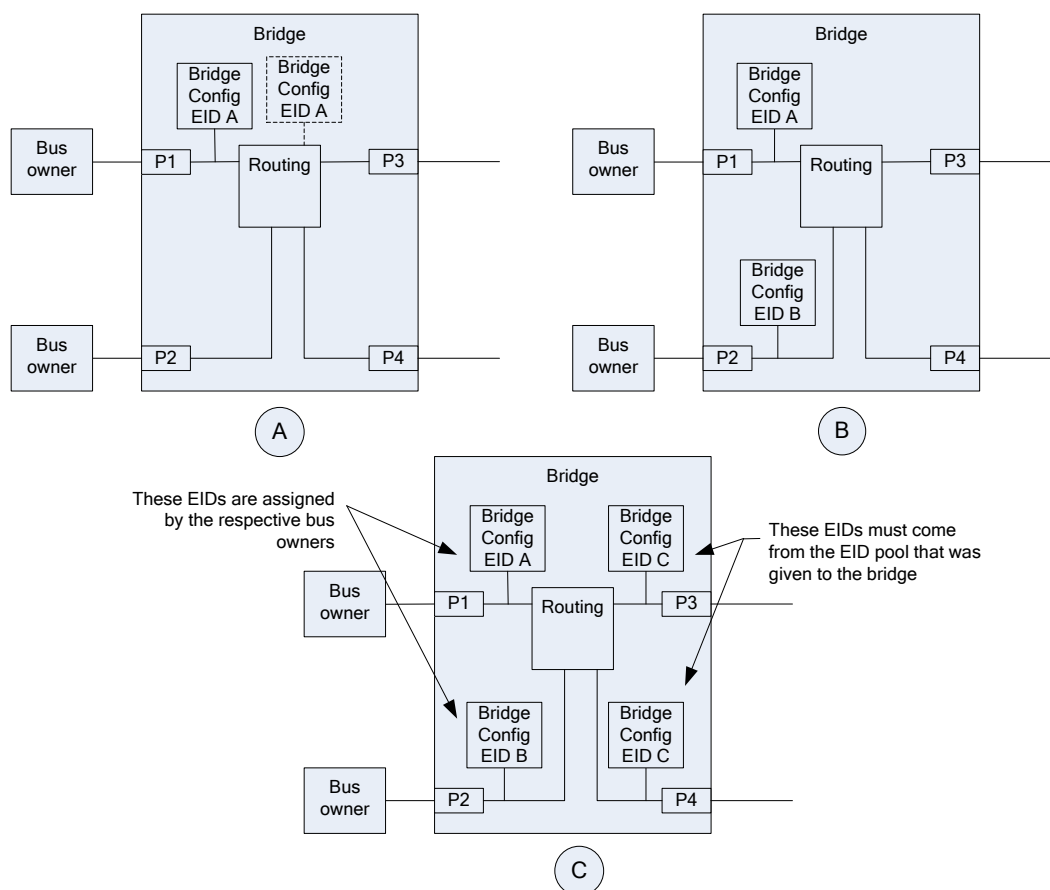 Bridge
Bridge
Config
EID A
Bridge
Config
EID A
Bus
owner
P1
Routing
P3
Bus
owner
P2
P4
A
Bridge
Bridge
Config
EID A
Bus
owner
P1
Routing
P3
Bridge
Config
EID B
Bus
owner
P2
P4
B
These EIDs are assigned
by the respective bus
owners
Bridge
Bridge
Config
EID A
Bridge
Config
EID C
These EIDs must come
from the EID pool that was
given to the bridge
Bus
owner
P1
Routing
P3
Bridge
Config
EID B
Bridge
Config
EID C
Bus
owner
P2
P4
C